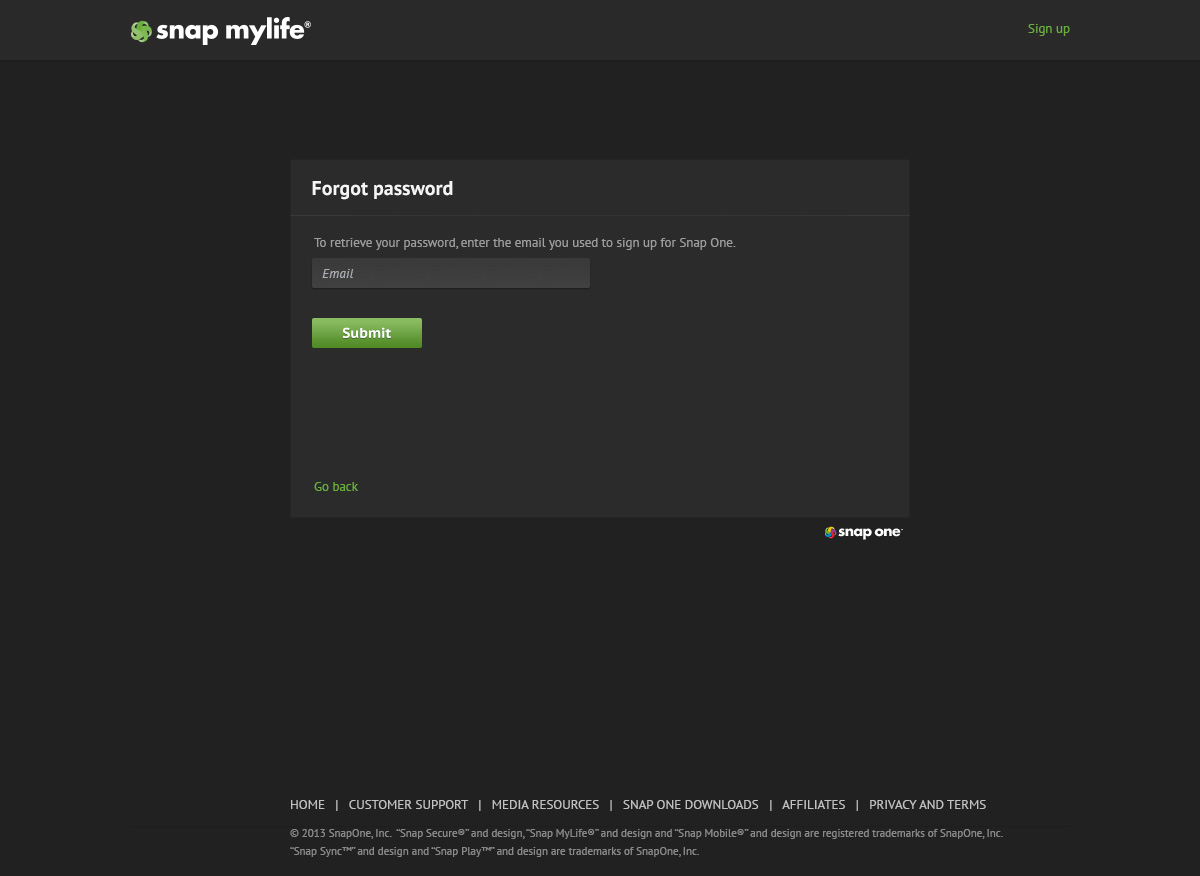 snap mylife®
Sign up
Forgot password
To retrieve your password, enter the email you used to sign up for Snap One.
Email
Submit
Go back
snap one
HOME | CUSTOMER SUPPORT | MEDIA RESOURCES | SNAP ONE DOWNLOADS | AFFILIATES | PRIVACY AND TERMS
© 2013 SnapOne, Inc. “Snap Secure®” and design, “Snap MyLife®” and design and “Snap Mobile®” and design are registered trademarks of SnapOne, Inc.
“Snap Sync™” and design and “Snap Play™” and design are trademarks of SnapOne, Inc.